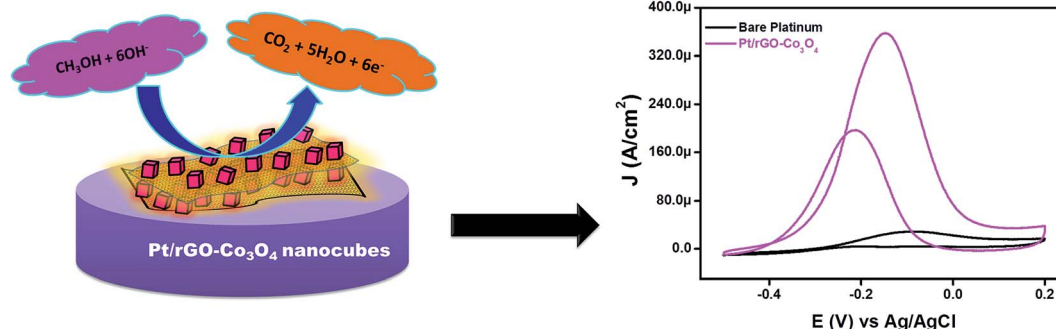 CH₃OH + 6OH⁻
CO₂ + 5H₂O + 6e⁻
Pt/rGO-Co₃O₄ nanocubes
400.0µ
320.0µ
240.0µ
160.0µ
80.0µ
0.0
J (A/cm²)
Bare Platinum
Pt/rGO-Co₃O₄
-0.4
-0.2
0.0
0.2
E (V) vs Ag/AgCl